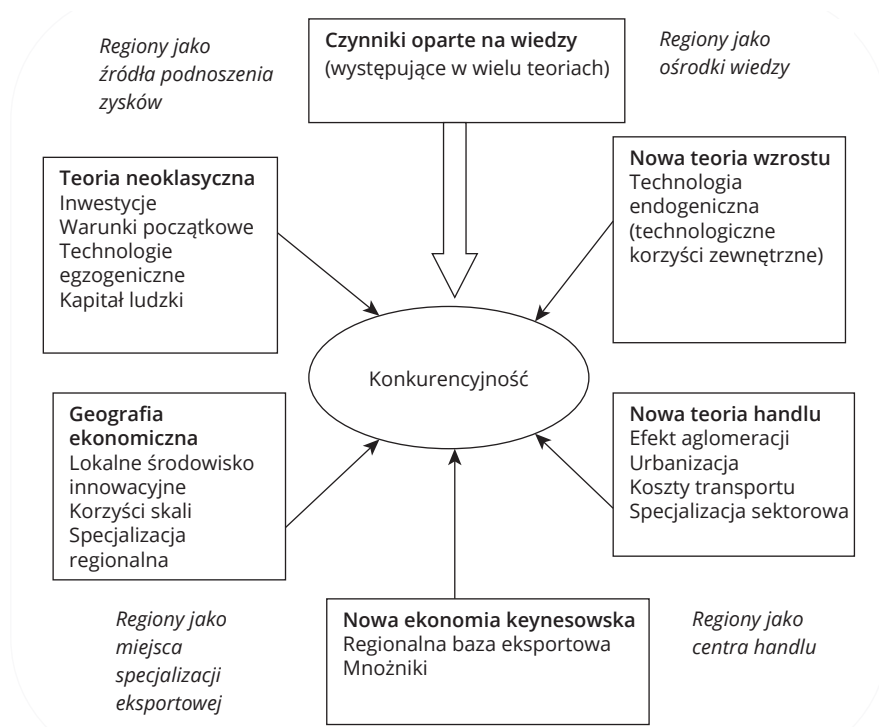 Regiony jako
źródła podnoszenia
zysków
Czynniki oparte na wiedzy
(występujące w wielu teoriach)
Regiony jako
ośrodki wiedzy
Teoria neoklasyczna
Inwestycje
Warunki początkowe
Technologie
egzogeniczne
Kapitał ludzki
Nowa teoria wzrostu
Technologia
endogeniczna
(technologiczne
korzyści zewnętrzne)
Konkurencyjność
Geografia
ekonomiczna
Lokalne środowisko
innowacyjne
Korzyści skali
Specjalizacja
regionalna
Nowa teoria handlu
Efekt aglomeracji
Urbanizacja
Koszty transportu
Specjalizacja sektorowa
Regiony jako
miejsca
specjalizacji
eksportowej
Nowa ekonomia keynesowska
Regionalna baza eksportowa
Mnożniki
Regiony jako
centra handlu